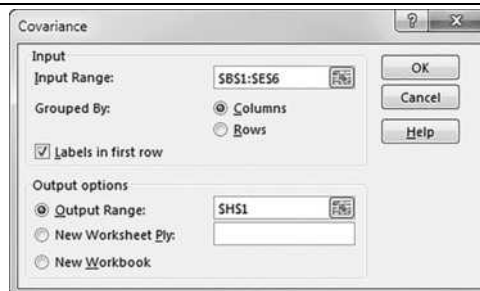 Covariance
?
X
Input
Input Range:
$B$1:$E$6
OK
Grouped By:
Columns
Cancel
Rows
Help
Labels in first row
Output options
Output Range:
$H$1
New Worksheet Ply:
New Workbook